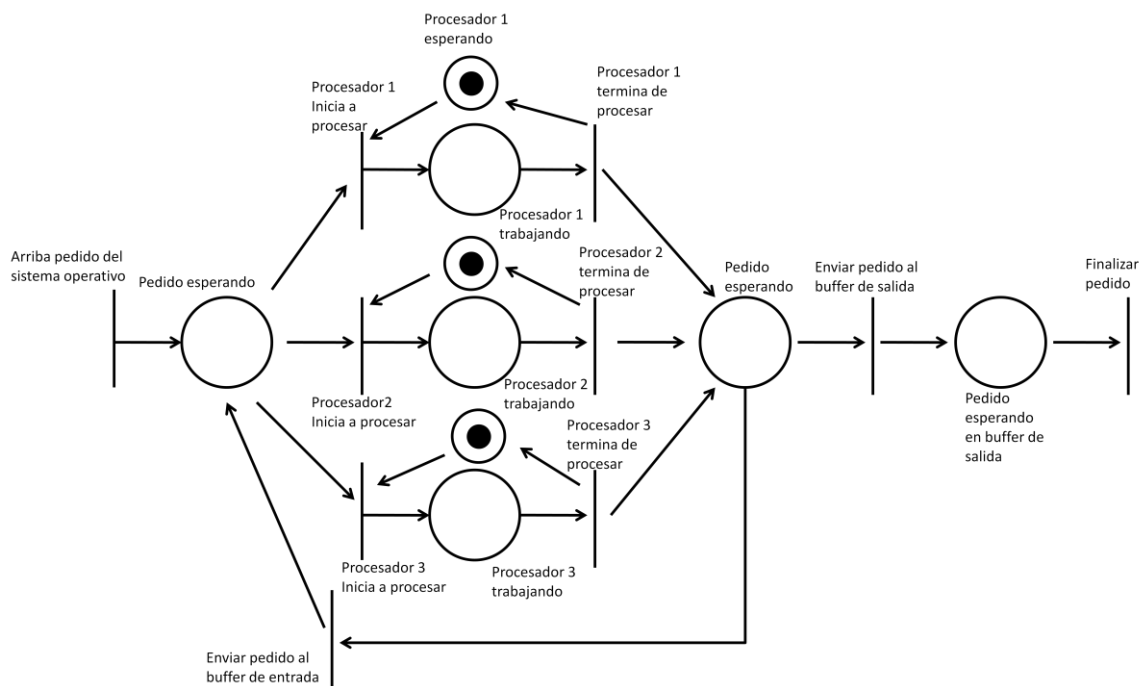 Procesador 1
esperando
Procesador 1
Inicia a
procesar
Procesador 1
termina de
procesar
Procesador 1
trabajando
Arriba pedido del
sistema operativo
Pedido esperando
Procesador 2
termina de
procesar
Pedido
esperando
Enviar pedido al
buffer de salida
Finalizar
pedido
Procesador2
Inicia a procesar
Procesador 2
trabajando
Pedido
esperando
en buffer de
salida
Procesador 3
termina de
procesar
Procesador 3
Inicia a procesar
Procesador 3
trabajando
Enviar pedido al
buffer de entrada